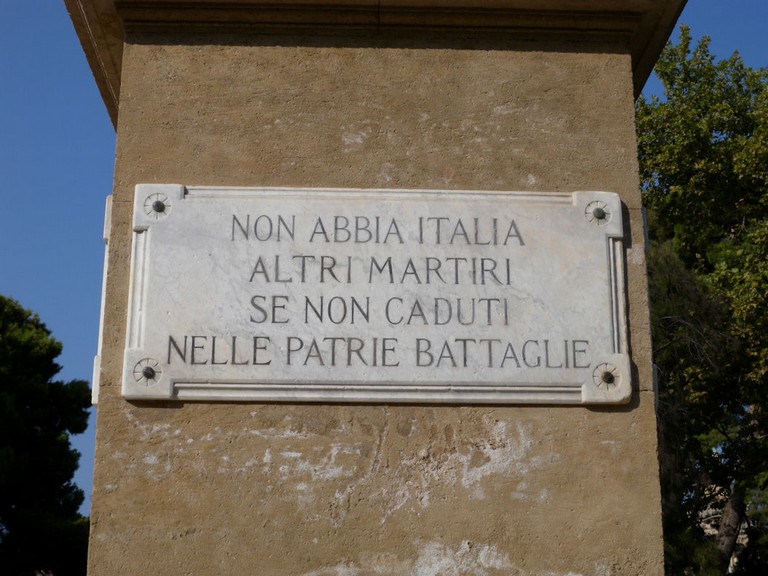 NON ABBIA ITALIA
ALTRI MARTIRI
SE NON CADUTI
NELLE PATRIE BATTAGLIE